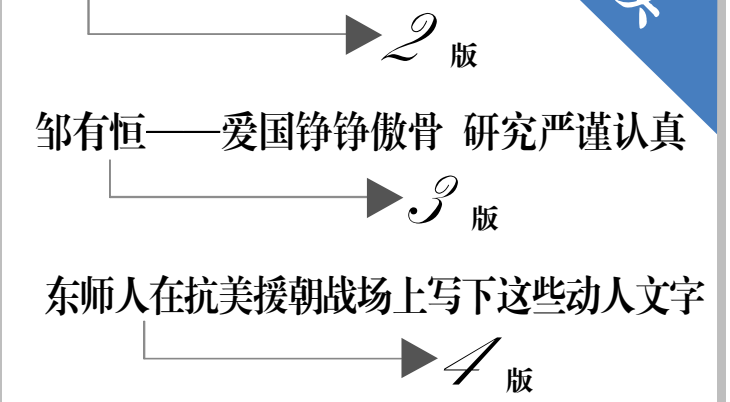 2 版
邹有恒——爱国铮铮傲骨 研究严谨认真
3 版
东师人在抗美援朝战场上写下这些动人文字
4 版